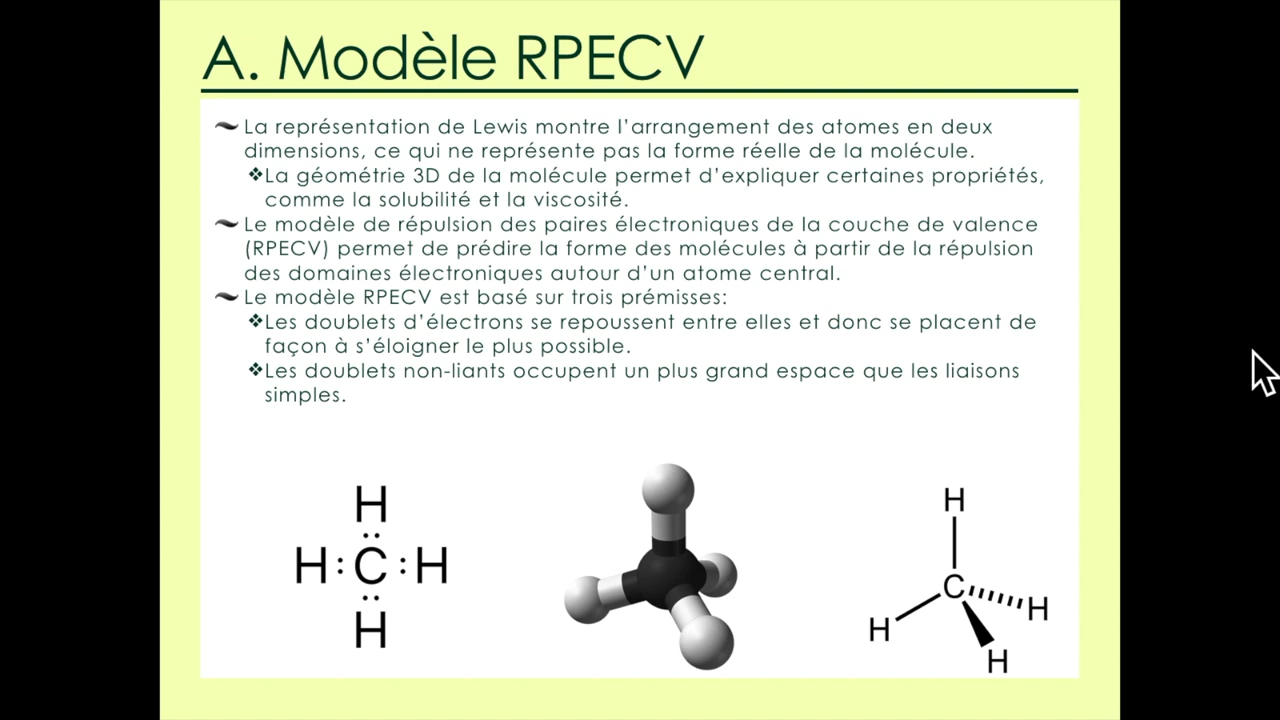 A. Modèle RPECV
La représentation de Lewis montre l’arrangement des atomes en deux
dimensions, ce qui ne représente pas la forme réelle de la molécule.
❖La géométrie 3D de la molécule permet d’expliquer certaines propriétés,
comme la solubilité et la viscosité.
Le modèle de répulsion des paires électroniques de la couche de valence
(RPECV) permet de prédire la forme des molécules à partir de la répulsion
des domaines électroniques autour d’un atome central.
Le modèle RPECV est basé sur trois prémisses:
❖Les doublets d’électrons se repoussent entre elles et donc se placent de
façon à s’éloigner le plus possible.
❖Les doublets non-liants occupent un plus grand espace que les liaisons
simples.
H
H:C:H
H
H
C
H
H
H